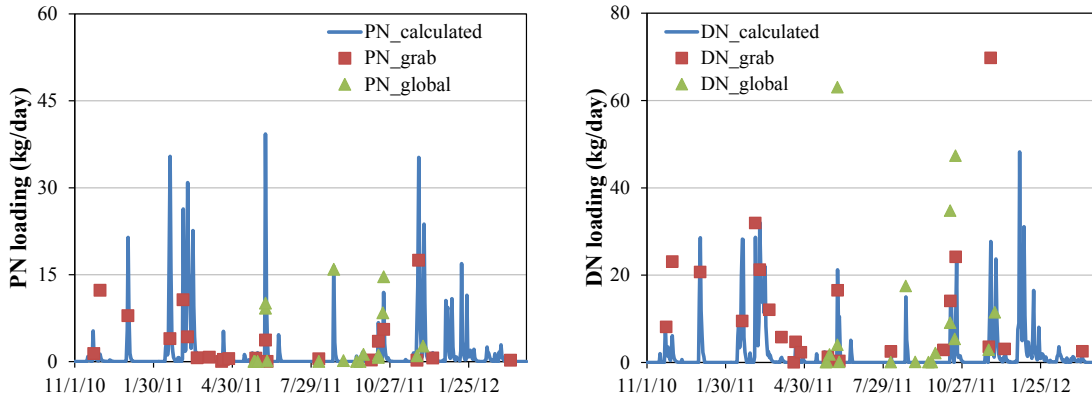 60
45
30
15
0
PN loading (kg/day)
PN_calculated
PN_grab
PN_global
11/1/10 1/30/11 4/30/11 7/29/11 10/27/11 1/25/12
80
60
40
20
0
DN loading (kg/day)
DN_calculated
DN_grab
DN_global
11/1/10 1/30/11 4/30/11 7/29/11 10/27/11 1/25/12